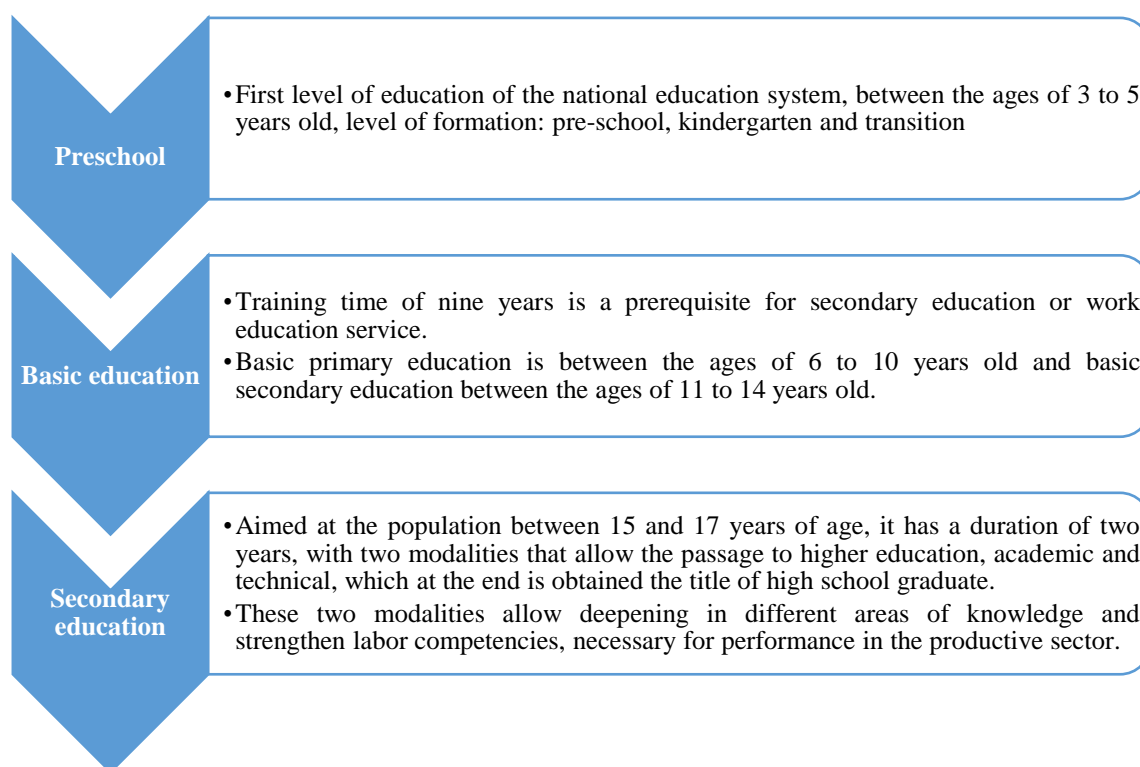 Preschool
•First level of education of the national education system, between the ages of 3 to 5
years old, level of formation: pre-school, kindergarten and transition
Basic education
•Training time of nine years is a prerequisite for secondary education or work
education service.
•Basic primary education is between the ages of 6 to 10 years old and basic
secondary education between the ages of 11 to 14 years old.
Secondary
education
•Aimed at the population between 15 and 17 years of age, it has a duration of two
years, with two modalities that allow the passage to higher education, academic and
technical, which at the end is obtained the title of high school graduate.
•These two modalities allow deepening in different areas of knowledge and
strengthen labor competencies, necessary for performance in the productive sector.